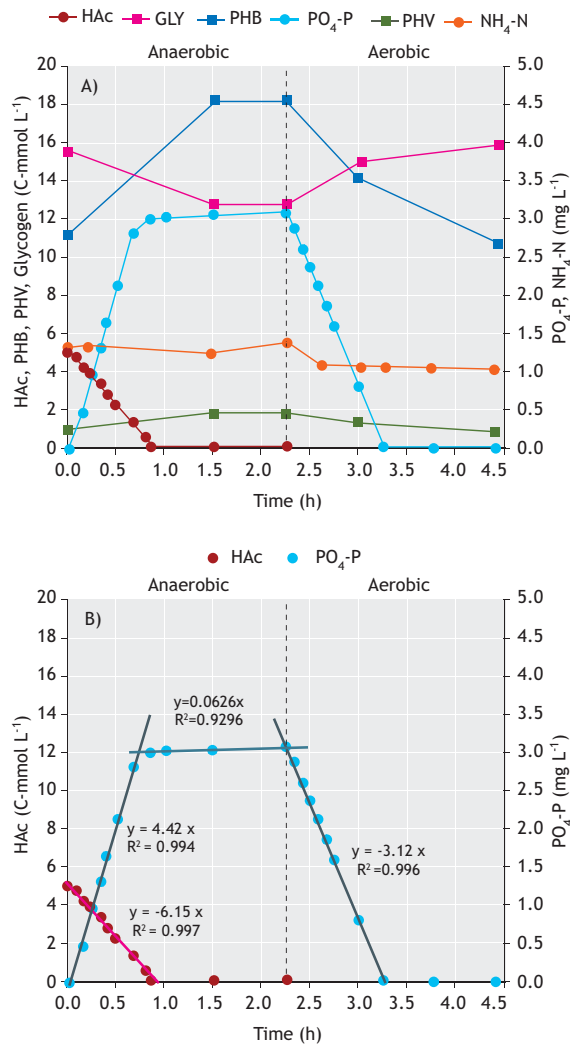 HAc GLY PHB PO₄-P PHV NH₄-N
Anaerobic Aerobic
A)
20 18 16 14 12 10 8 6 4 2 0
HAc, PHB, PHV, Glycogen (C-mmol L⁻¹)
5.0 4.5 4.0 3.5 3.0 2.5 2.0 1.5 1.0 0.5 0.0
PO₄-P, NH₄-N (mg L⁻¹)
0.0 0.5 1.0 1.5 2.0 2.5 3.0 3.5 4.0 4.5
Time (h)
HAc PO₄-P
Anaerobic Aerobic
B)
20 18 16 14 12 10 8 6 4 2 0
HAc (C-mmol L⁻¹)
5.0 4.5 4.0 3.5 3.0 2.5 2.0 1.5 1.0 0.5 0.0
PO₄-P (mg L⁻¹)
y=0.0626x
R²=0.9296
y = 4.42 x
R² = 0.994
y = -3.12 x
R² = 0.996
y = -6.15 x
R² = 0.997
0.0 0.5 1.0 1.5 2.0 2.5 3.0 3.5 4.0 4.5
Time (h)